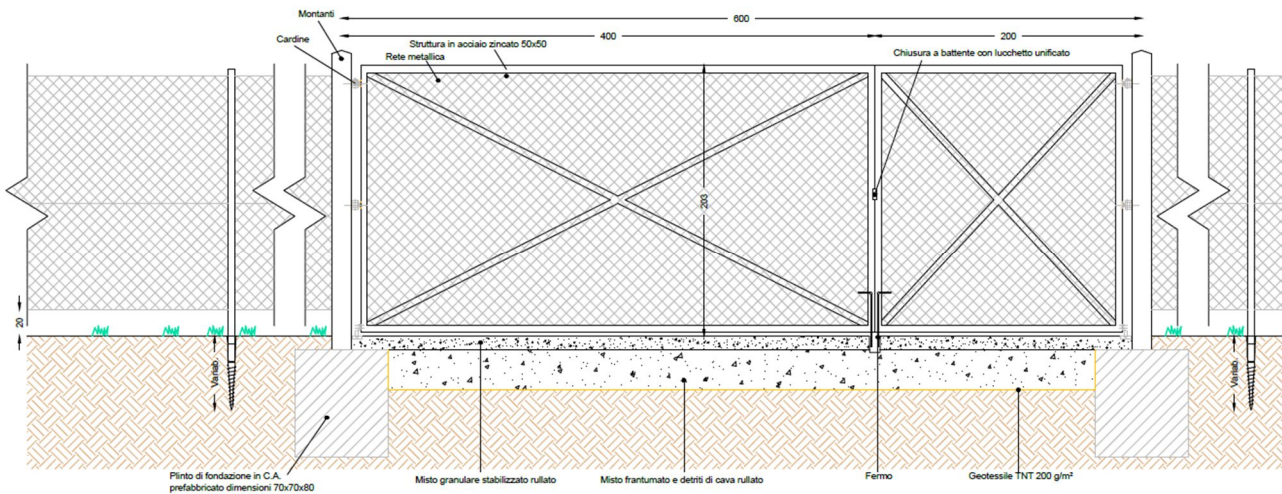 Montanti
600
Cardine
400
200
Struttura in acciaio zincato 50x50
Rete metallica
Chiusura a battente con lucchetto unificato
203
20
Variab.
Variab.
Plinto di fondazione in C.A.
prefabbricato dimensioni 70x70x80
Misto granulare stabilizzato rullato
Misto frantumato e detriti di cava rullato
Fermo
Geotessile TNT 200 g/m²